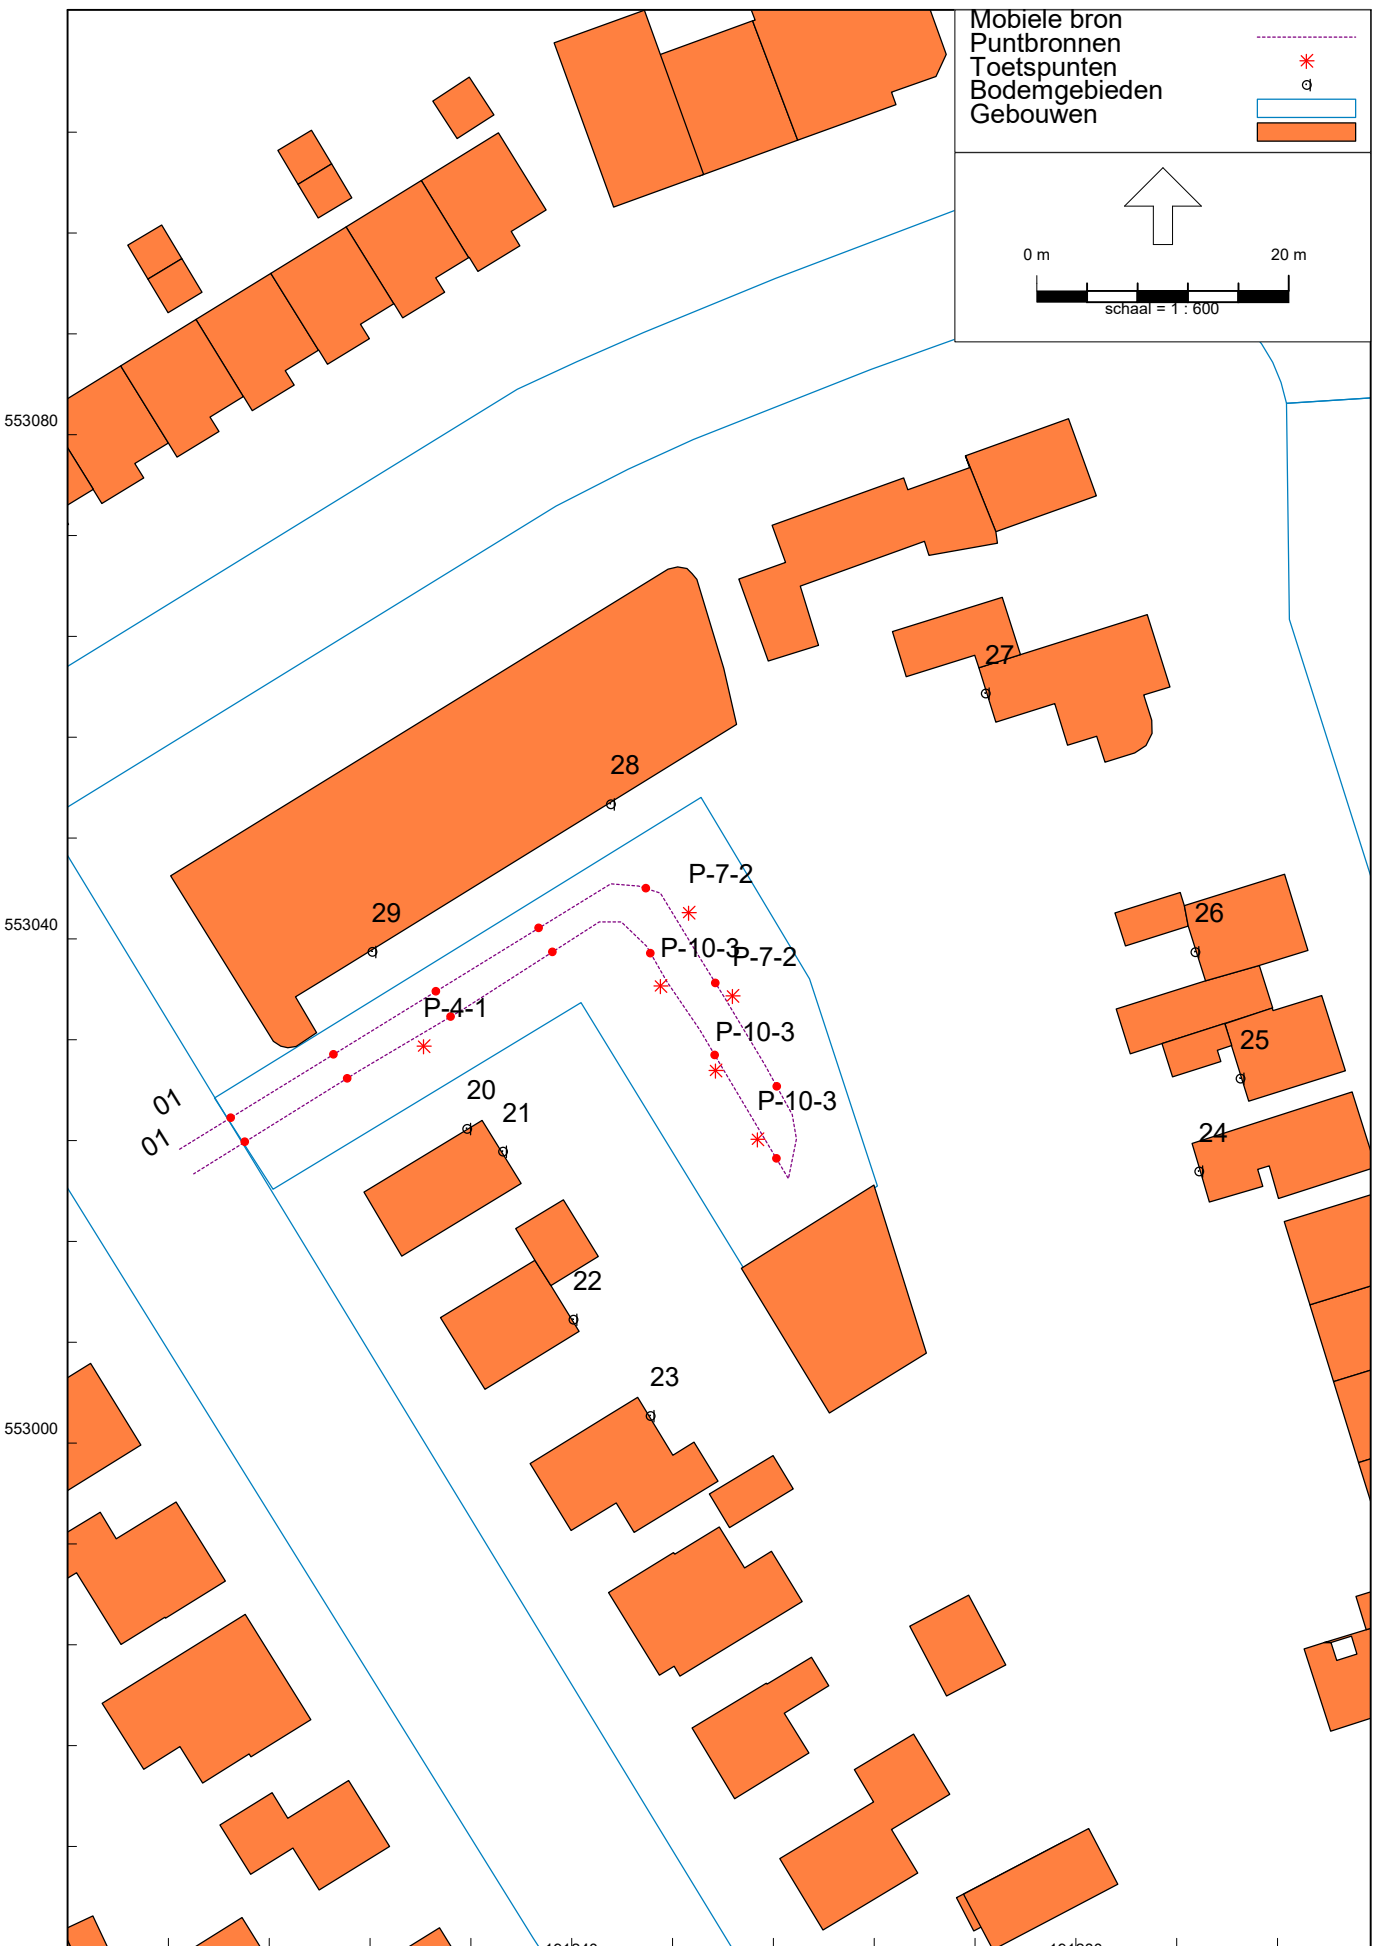 Mobiele bron
Puntbronnen
Toetspunten
Bodemgebieden
Gebouwen
0 m 20 m
schaal = 1 : 600
553080
27
28
P-7-2
29
553040
26
P-10-3
P-7-2
P-4-1
P-10-3
25
20
01
P-10-3
21
24
01
22
23
553000